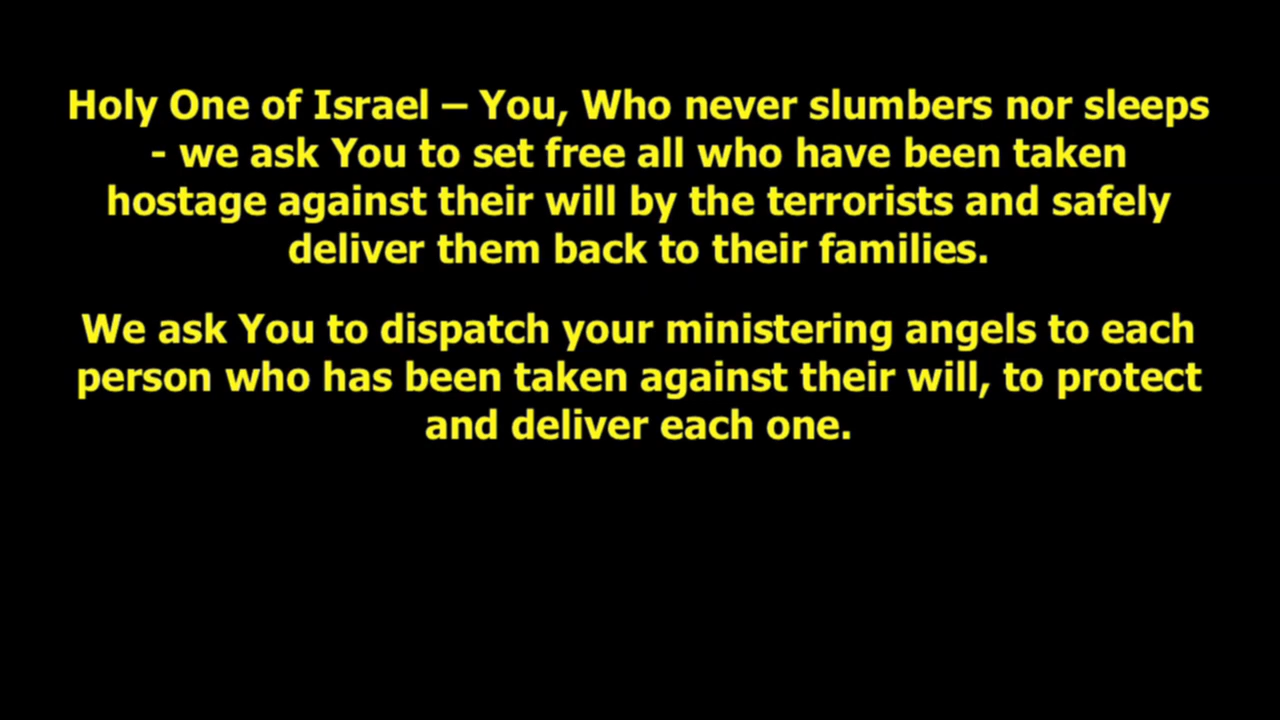 Holy One of Israel – You, Who never slumbers nor sleeps
- we ask You to set free all who have been taken
hostage against their will by the terrorists and safely
deliver them back to their families.
We ask You to dispatch your ministering angels to each
person who has been taken against their will, to protect
and deliver each one.